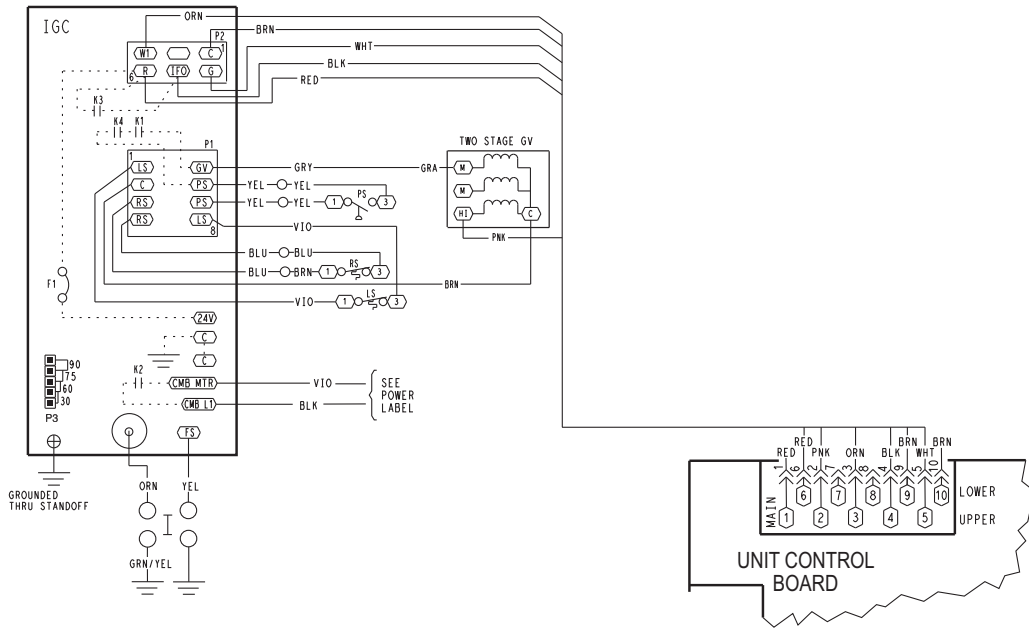 IGC
ORN
P2
BRN
1
WHT
W1
C
BLK
R
IFO
G
6
RED
K3
K4 K1
P1
TWO STAGE GV
1
LS
GV
GRY
GRA
M
C
PS
YEL
YEL
PS
3
M
RS
PS
YEL
YEL
1
3
RS
LS
HI
C
8
VIO
PNK
BLU
BLU
RS
3
BLU
BRN
1
3
BRN
F1
LS
VIO
1
3
24V
C
C
90
75
60
30
P3
K2
CMB MTR
VIO
SEE
POWER
LABEL
CMB L1
BLK
FS
ORN
YEL
GROUNDED
THRU STANDOFF
GRN/YEL
RED
RED
PNK
ORN
BLK
BRN
WHT
BRN
1
6
2
7
3
8
4
9
5
10
MAIN
6
7
8
9
10
LOWER
1
2
3
4
5
UPPER
UNIT CONTROL
BOARD